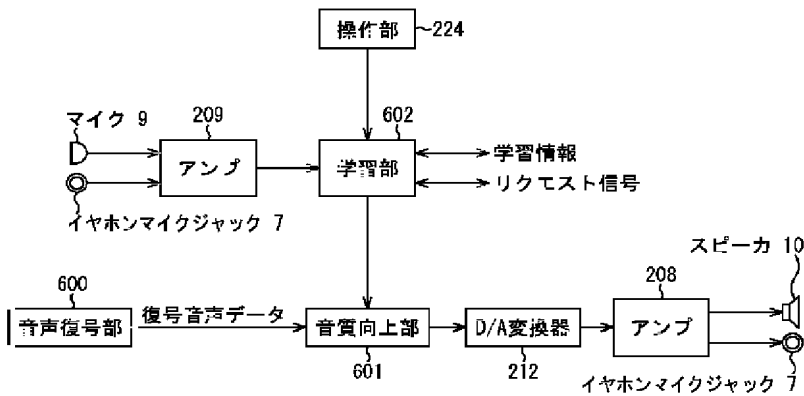 操作部
224
マイク 9
209
602
アンプ
学習部
学習情報
リクエスト信号
イヤホンマイクジャック 7
スピーカ 10
600
208
音声復号部
復号音声データ
音質向上部
D/A変換器
アンプ
601
212
イヤホンマイクジャック 7